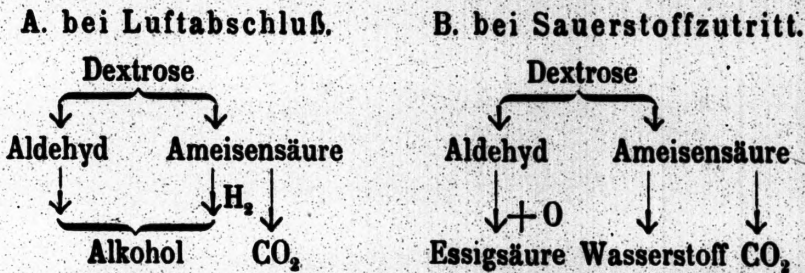 A. bei Luftabschluß.
Dextrose
Aldehyd Ameisensäure
H₂
Alkohol CO₂
B. bei Sauerstoffzutritt.
Dextrose
Aldehyd Ameisensäure
+O
Essigsäure Wasserstoff CO₂